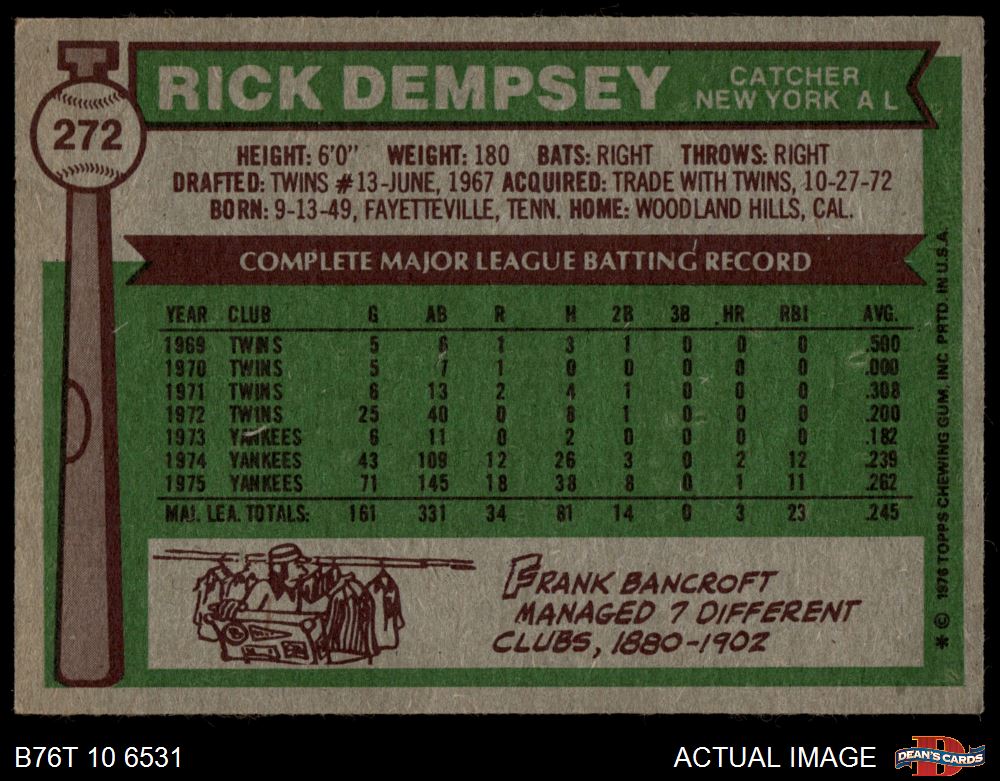 272
RICK DEMPSEY
CATCHER
NEW YORK A L
HEIGHT: 6'0" WEIGHT: 180 BATS: RIGHT THROWS: RIGHT
DRAFTED: TWINS #13-JUNE, 1967 ACQUIRED: TRADE WITH TWINS, 10-27-72
BORN: 9-13-49, FAYETTEVILLE, TENN. HOME: WOODLAND HILLS, CAL.
COMPLETE MAJOR LEAGUE BATTING RECORD
YEAR CLUB G AB R H 2B 3B HR RBI AVG.
1969 TWINS 5 6 1 3 1 0 0 0 .500
1970 TWINS 5 7 1 0 0 0 0 0 .000
1971 TWINS 6 13 2 4 1 0 0 0 .308
1972 TWINS 25 40 0 8 1 0 0 0 .200
1973 YANKEES 6 11 0 2 0 0 0 0 .182
1974 YANKEES 43 109 12 26 3 0 2 12 .239
1975 YANKEES 71 145 18 38 8 0 1 11 .262
MAJ. LEA. TOTALS: 161 331 34 81 14 0 3 23 .245
FRANK BANCROFT
MANAGED 7 DIFFERENT
CLUBS, 1880-1902
* © 1976 TOPPS CHEWING GUM, INC. PRTD. IN U.S.A.
B76T 10 6531
ACTUAL IMAGE
D
DEAN'S CARDS